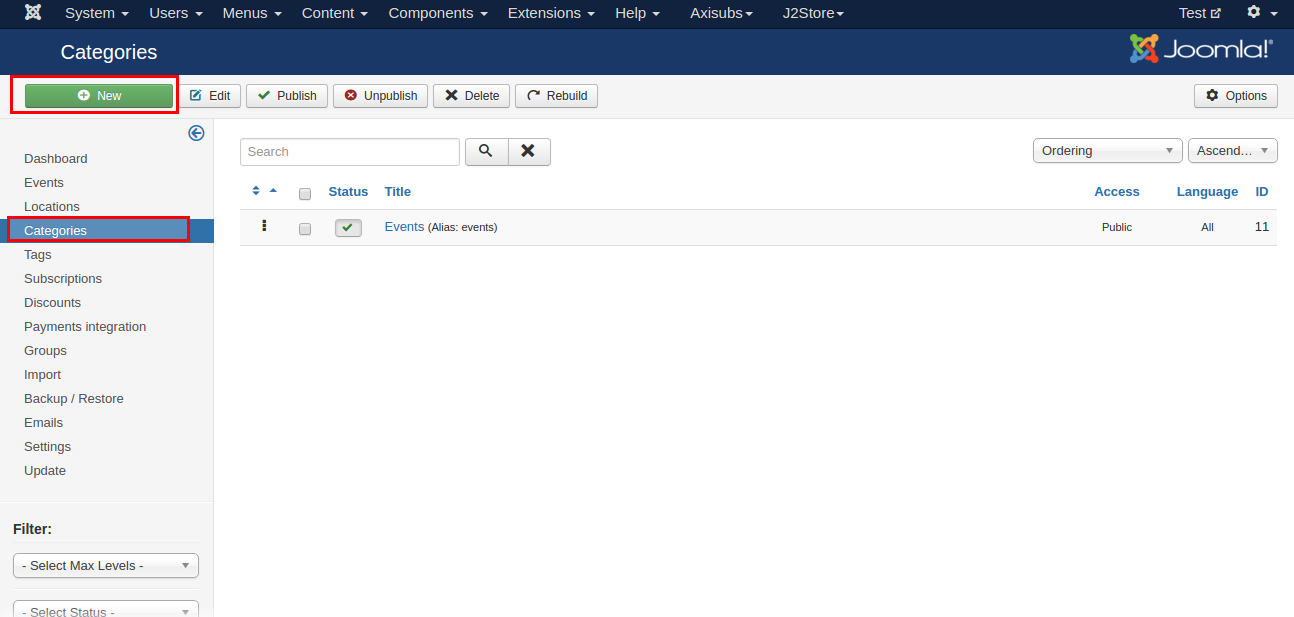 System Users Menus Content Components Extensions Help Axisubs J2Store Test
Categories
Joomla!®
New Edit Publish Unpublish Delete Rebuild Options
Dashboard
Events
Locations
Categories
Tags
Subscriptions
Discounts
Payments integration
Groups
Import
Backup / Restore
Emails
Settings
Update
Filter:
- Select Max Levels -
- Select Status -
Search Ordering Ascend...
Status Title Access Language ID
Events (Alias: events) Public All 11